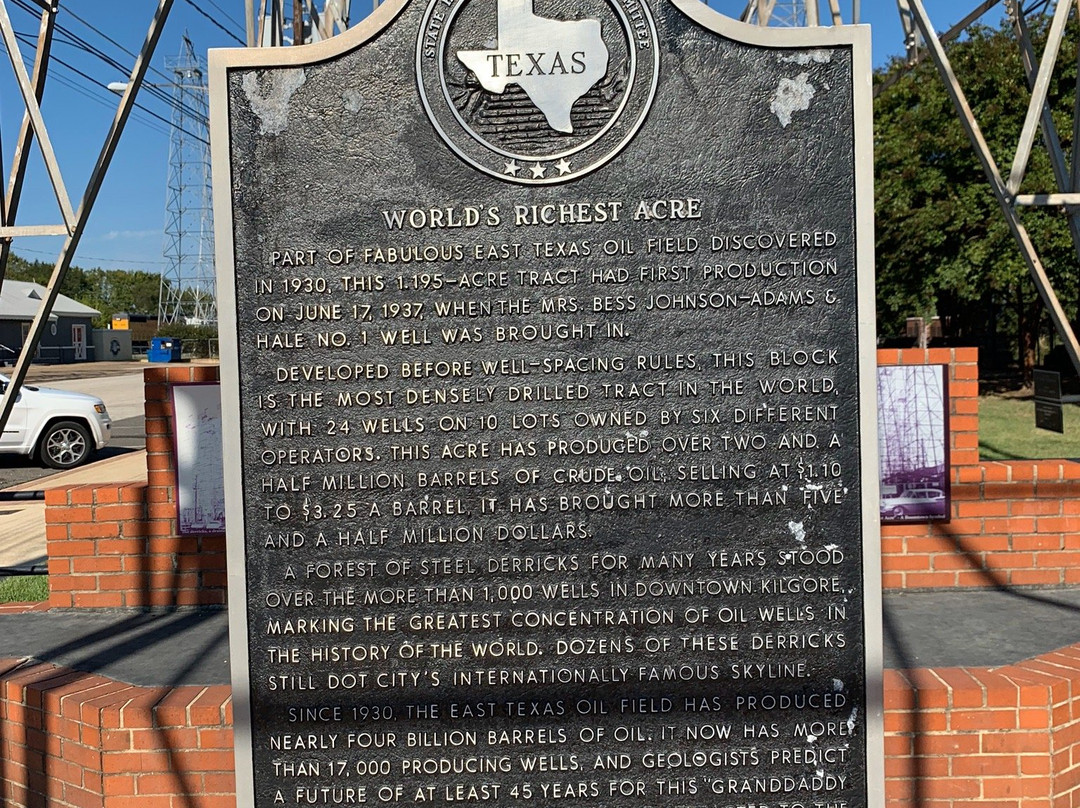 STATE
TEXAS
WORLD'S RICHEST ACRE
PART OF FABULOUS EAST TEXAS OIL FIELD DISCOVERED
IN 1930, THIS 1.195-ACRE TRACT HAD FIRST PRODUCTION
ON JUNE 17, 1937, WHEN THE MRS. BESS JOHNSON-ADAMS &
HALE NO. 1 WELL WAS BROUGHT IN.
DEVELOPED BEFORE WELL-SPACING RULES, THIS BLOCK
IS THE MOST DENSELY DRILLED TRACT IN THE WORLD,
WITH 24 WELLS ON 10 LOTS OWNED BY SIX DIFFERENT
OPERATORS. THIS ACRE HAS PRODUCED OVER TWO AND A
HALF MILLION BARRELS OF CRUDE OIL; SELLING AT $1.10
TO $3.25 A BARREL, IT HAS BROUGHT MORE THAN FIVE
AND A HALF MILLION DOLLARS.
A FOREST OF STEEL DERRICKS FOR MANY YEARS STOOD
OVER THE MORE THAN 1,000 WELLS IN DOWNTOWN KILGORE,
MARKING THE GREATEST CONCENTRATION OF OIL WELLS IN
THE HISTORY OF THE WORLD. DOZENS OF THESE DERRICKS
STILL DOT CITY'S INTERNATIONALLY FAMOUS SKYLINE.
SINCE 1930, THE EAST TEXAS OIL FIELD HAS PRODUCED
NEARLY FOUR BILLION BARRELS OF OIL. IT NOW HAS MORE
THAN 17,000 PRODUCING WELLS, AND GEOLOGISTS PREDICT
A FUTURE OF AT LEAST 45 YEARS FOR THIS "GRANDDADDY
TO THE